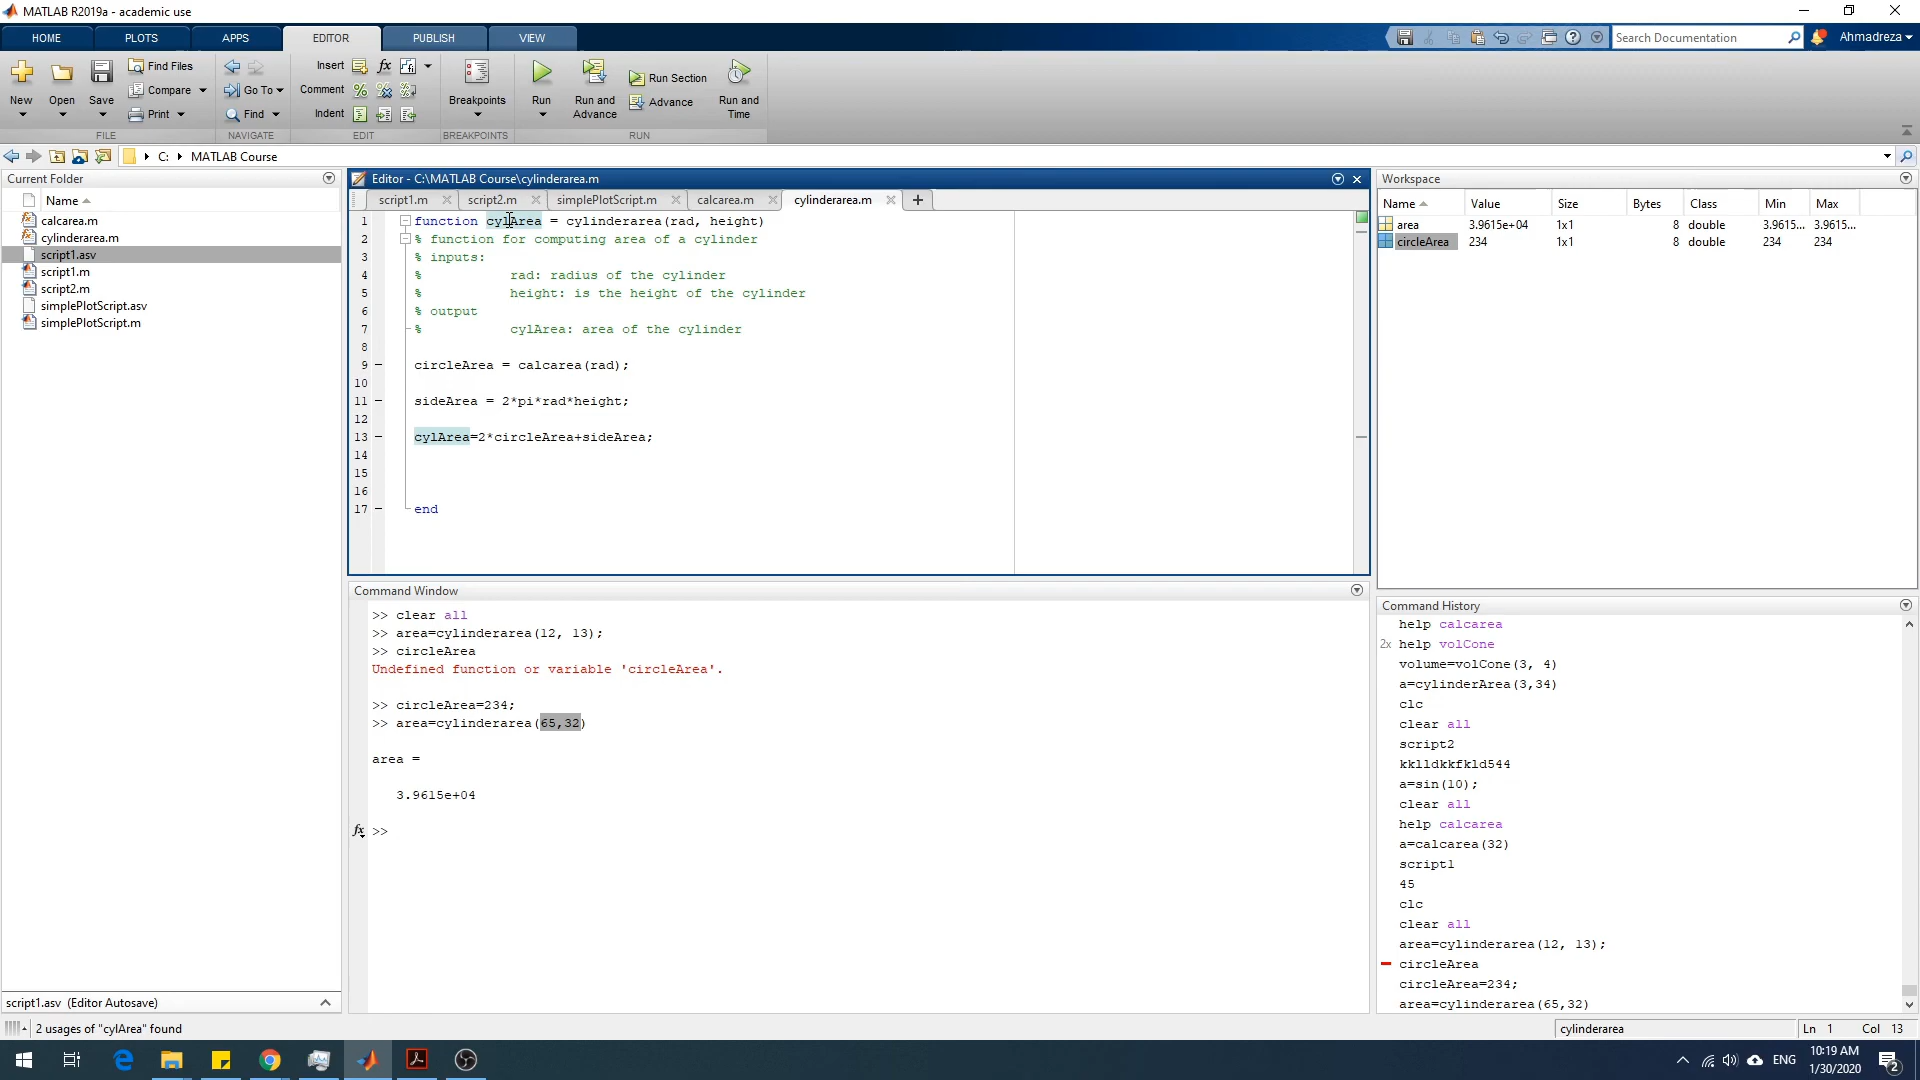 MATLAB R2019a - academic use
HOME PLOTS APPS EDITOR PUBLISH VIEW
Search Documentation
Ahmadreza
New
Open
Save
Find Files
Compare
Print
FILE
Go To
Find
NAVIGATE
Insert fx
Comment
Indent
EDIT
Breakpoints
BREAKPOINTS
Run
Run and
Advance
Run Section
Advance
Run and
Time
RUN
C: MATLAB Course
Current Folder
Name
calcarea.m
cylinderarea.m
script1.asv
script1.m
script2.m
simplePlotScript.asv
simplePlotScript.m
script1.asv (Editor Autosave)
Editor - C:\MATLAB Course\cylinderarea.m
script1.m script2.m simplePlotScript.m calcarea.m cylinderarea.m
1 function cylArea = cylinderarea(rad, height)
2 % function for computing area of a cylinder
3 % inputs:
4 % rad: radius of the cylinder
5 % height: is the height of the cylinder
6 % output
7 % cylArea: area of the cylinder
8
9 circleArea = calcarea(rad);
10
11 sideArea = 2*pi*rad*height;
12
13 cylArea=2*circleArea+sideArea;
14
15
16
17 end
Command Window
>> clear all
>> area=cylinderarea(12, 13);
>> circleArea
Undefined function or variable 'circleArea'.
>> circleArea=234;
>> area=cylinderarea(65,32)
area =
3.9615e+04
fx >>
Workspace
Name Value Size Bytes Class Min Max
area 3.9615e+04 1x1 8 double 3.9615... 3.9615...
circleArea 234 1x1 8 double 234 234
Command History
help calcarea
2x help volCone
volume=volCone(3, 4)
a=cylinderArea(3,34)
clc
clear all
script2
kklldkkfkld544
a=sin(10);
clear all
help calcarea
a=calcarea(32)
script1
45
clc
clear all
area=cylinderarea(12, 13);
circleArea
circleArea=234;
area=cylinderarea(65,32)
2 usages of "cylArea" found
cylinderarea
Ln 1 Col 13
ENG
10:19 AM
1/30/2020
2